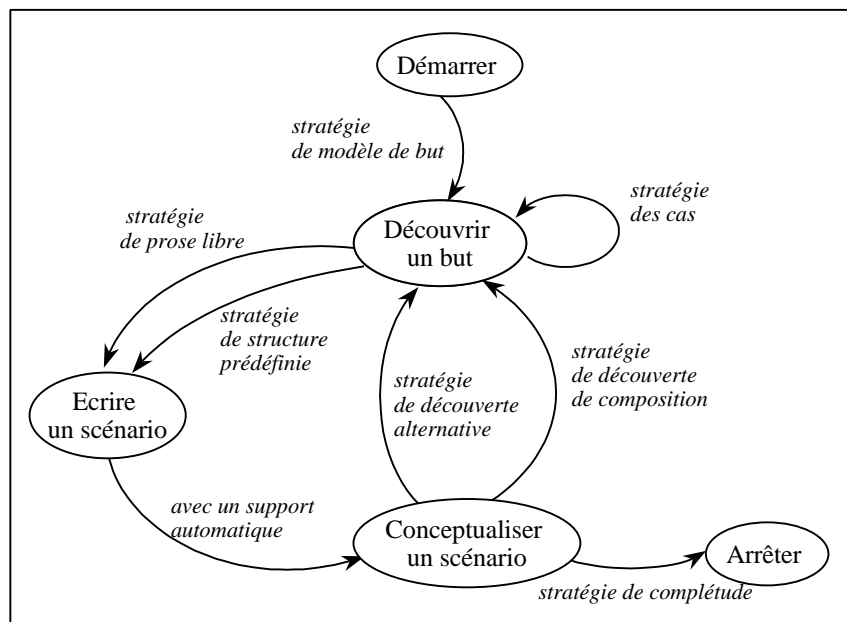 Démarrer
stratégie
de modèle de but
stratégie
des cas
stratégie
de prose libre
Découvrir
un but
stratégie
de structure
prédéfinie
stratégie
de découverte
alternative
stratégie
de découverte
de composition
Ecrire
un scénario
avec un support
automatique
Conceptualiser
un scénario
Arrêter
stratégie de complétude